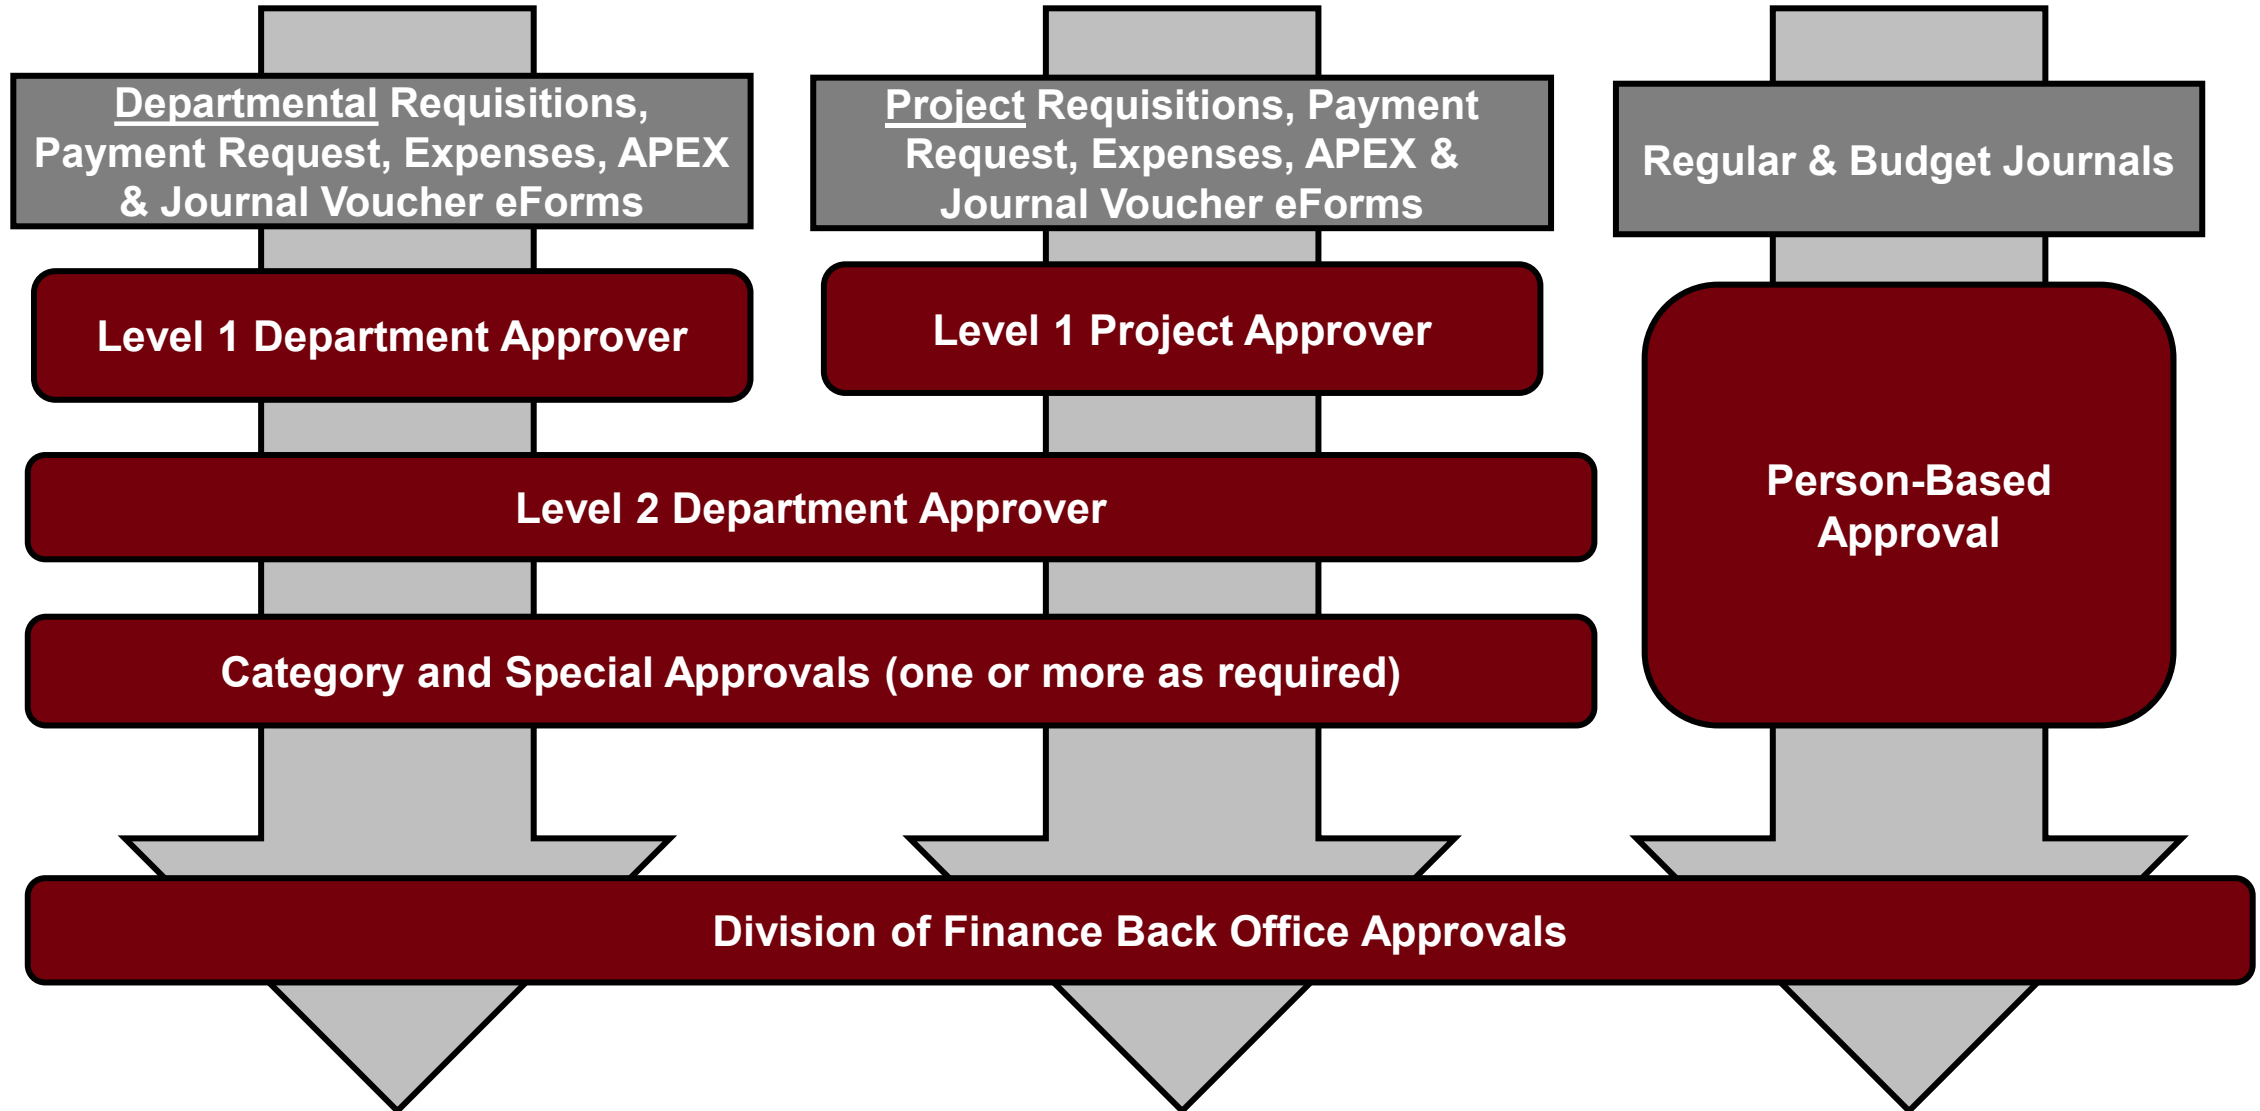 Departmental Requisitions,
Payment Request, Expenses, APEX
& Journal Voucher eForms
Project Requisitions, Payment
Request, Expenses, APEX &
Journal Voucher eForms
Regular & Budget Journals
Level 1 Department Approver
Level 1 Project Approver
Person-Based
Approval
Level 2 Department Approver
Category and Special Approvals (one or more as required)
Division of Finance Back Office Approvals